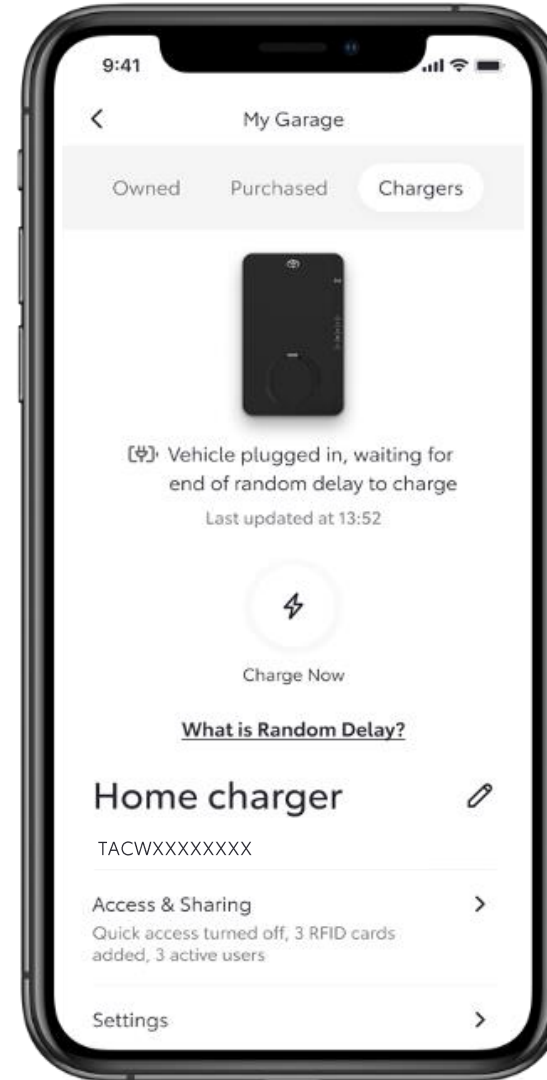 9:41
My Garage
Owned Purchased Chargers
Vehicle plugged in, waiting for
end of random delay to charge
Last updated at 13:52
Charge Now
What is Random Delay?
Home charger
TACWXXXXXXXX
Access & Sharing
Quick access turned off, 3 RFID cards
added, 3 active users
Settings